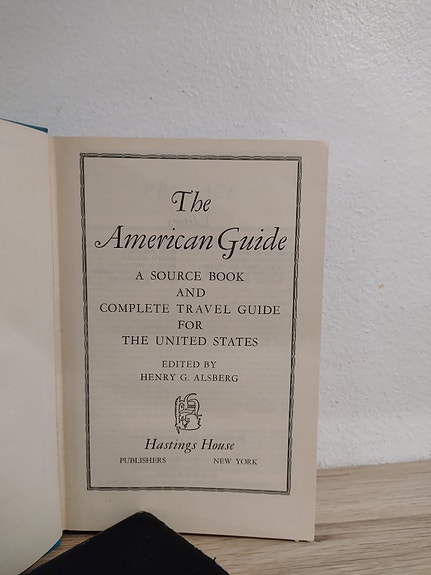 The
American Guide
A SOURCE BOOK
AND
COMPLETE TRAVEL GUIDE
FOR
THE UNITED STATES
EDITED BY
HENRY G. ALSBERG
Hastings House
PUBLISHERS NEW YORK